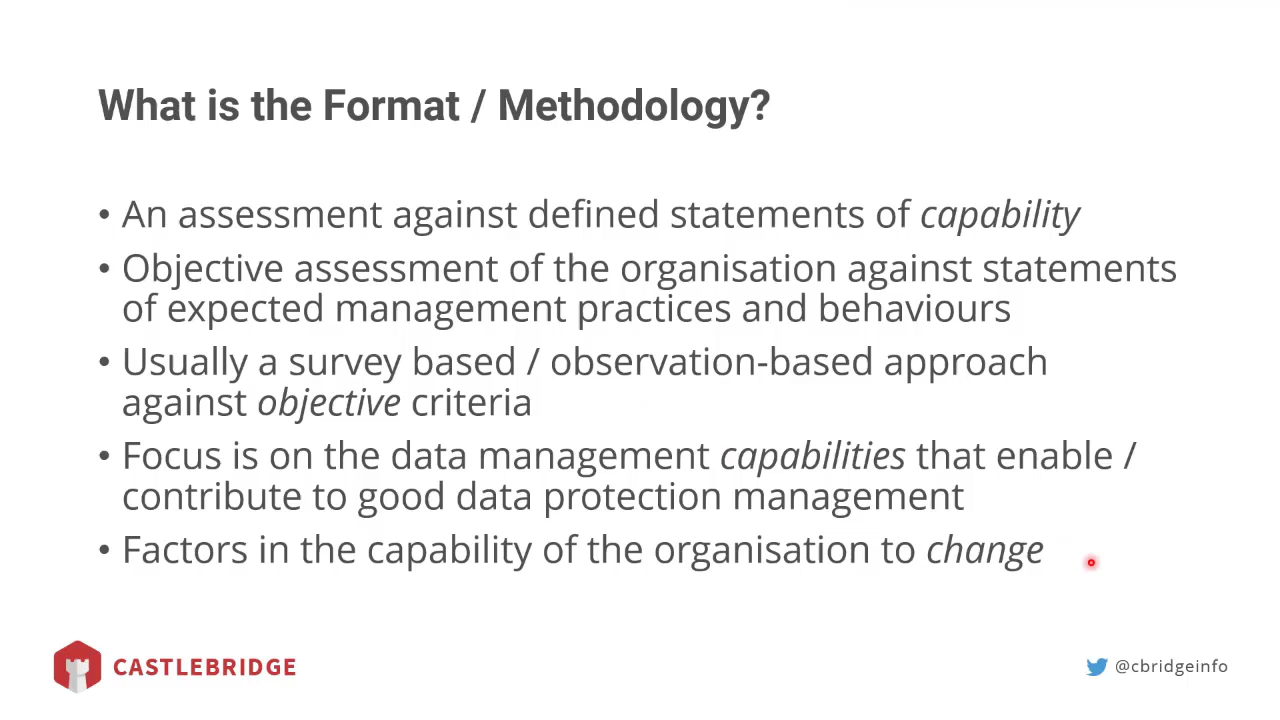 What is the Format / Methodology?
• An assessment against defined statements of capability
• Objective assessment of the organisation against statements
of expected management practices and behaviours
• Usually a survey based / observation-based approach
against objective criteria
• Focus is on the data management capabilities that enable /
contribute to good data protection management
• Factors in the capability of the organisation to change
CASTLEBRIDGE
@cbridgeinfo